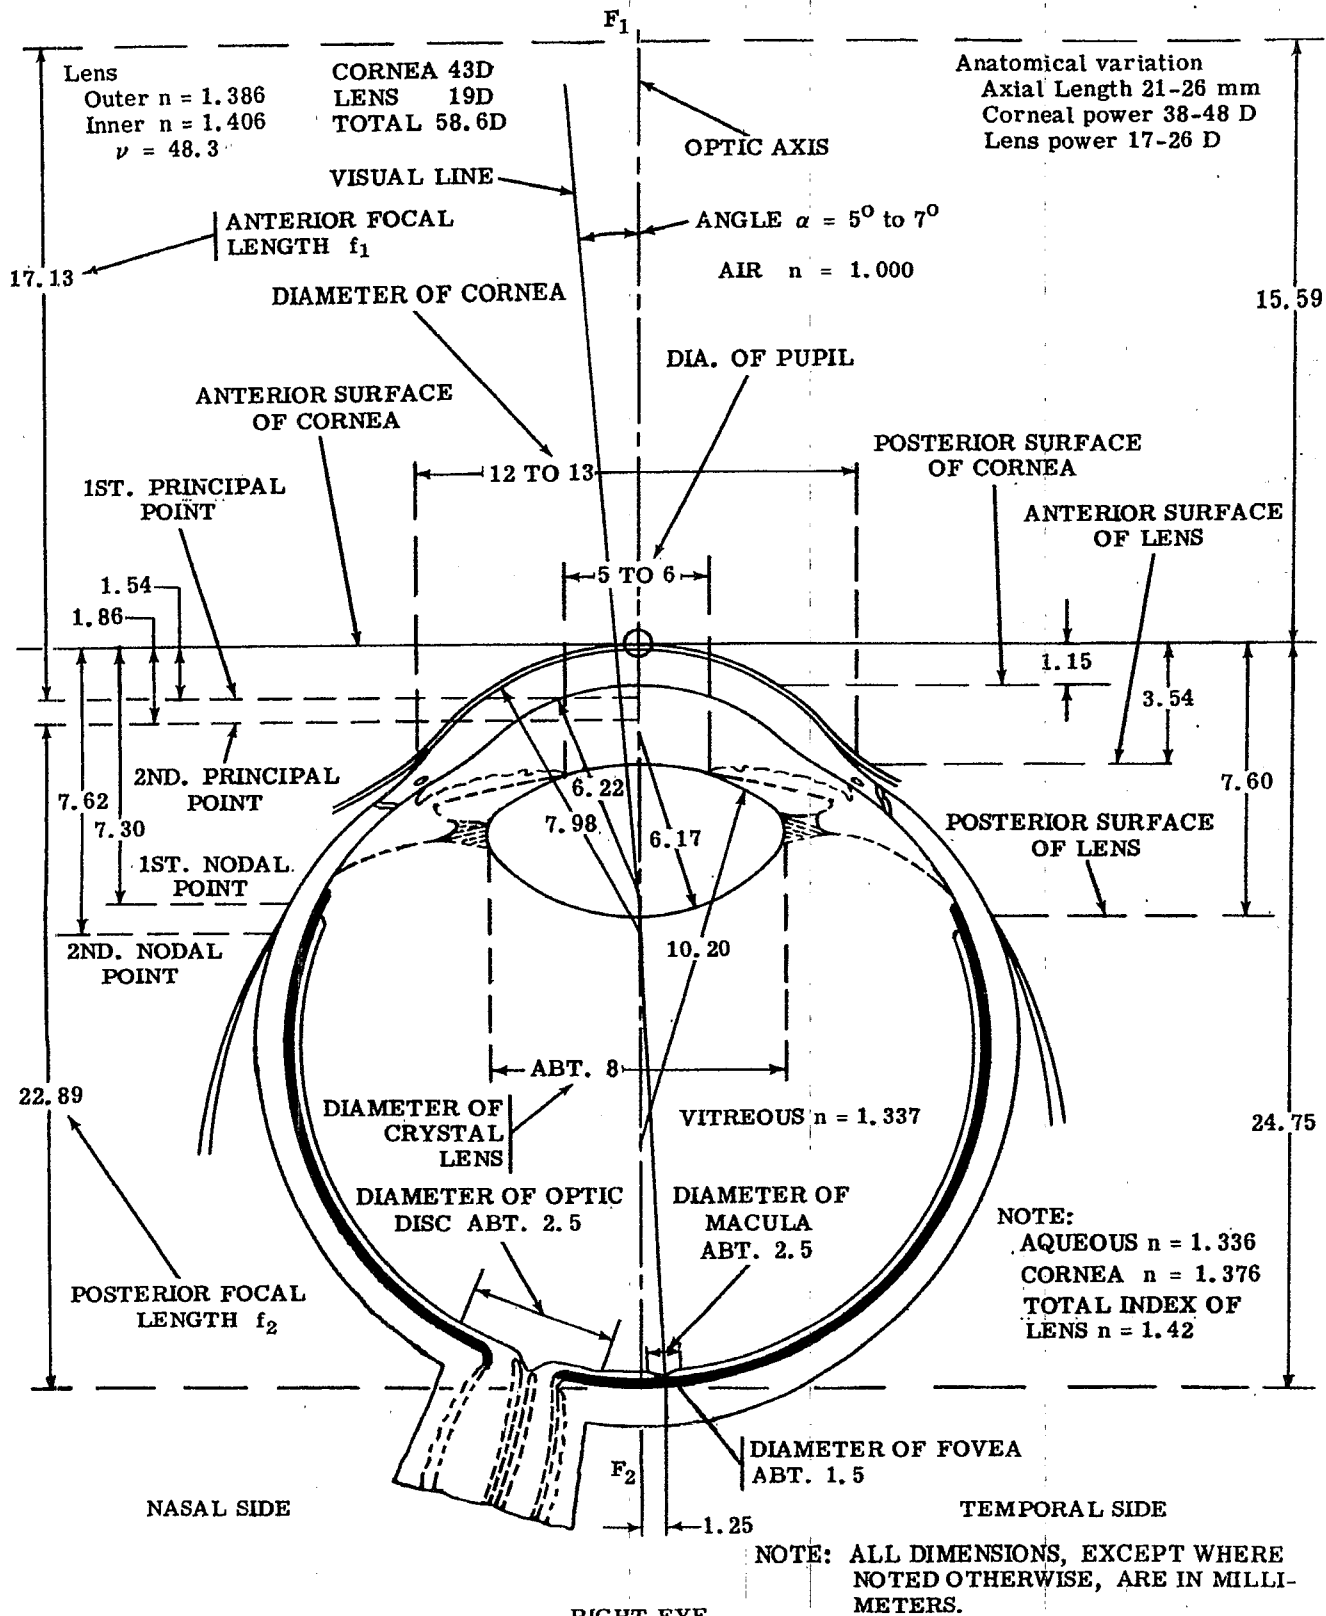 F1
Lens
Outer n = 1.386
Inner n = 1.406
ν = 48.3
CORNEA 43D
LENS 19D
TOTAL 58.6D
Anatomical variation
Axial Length 21-26 mm
Corneal power 38-48 D
Lens power 17-26 D
OPTIC AXIS
VISUAL LINE
ANTERIOR FOCAL
LENGTH f1
ANGLE α = 5° to 7°
17.13
AIR n = 1.000
DIAMETER OF CORNEA
15.59
DIA. OF PUPIL
ANTERIOR SURFACE
OF CORNEA
POSTERIOR SURFACE
OF CORNEA
12 TO 13
1ST. PRINCIPAL
POINT
ANTERIOR SURFACE
OF LENS
5 TO 6
1.54
1.86
1.15
3.54
2ND. PRINCIPAL
POINT
6.22
7.60
7.62
7.30
7.98
6.17
POSTERIOR SURFACE
OF LENS
1ST. NODAL
POINT
2ND. NODAL
POINT
10.20
ABT. 8
22.89
DIAMETER OF
CRYSTAL
LENS
VITREOUS n = 1.337
24.75
DIAMETER OF OPTIC
DISC ABT. 2.5
DIAMETER OF
MACULA
ABT. 2.5
NOTE:
AQUEOUS n = 1.336
CORNEA n = 1.376
TOTAL INDEX OF
LENS n = 1.42
POSTERIOR FOCAL
LENGTH f2
F2
DIAMETER OF FOVEA
ABT. 1.5
NASAL SIDE
TEMPORAL SIDE
1.25
NOTE: ALL DIMENSIONS, EXCEPT WHERE
NOTED OTHERWISE, ARE IN MILLI-
METERS.
RIGHT EYE